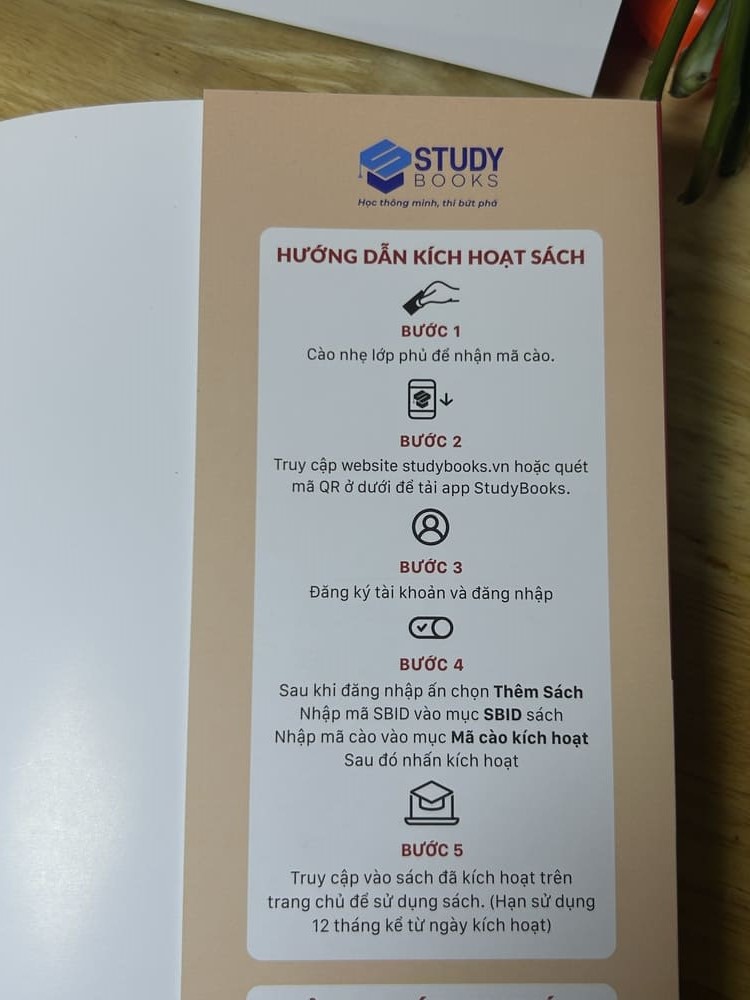 STUDY
BOOKS
Học thông minh, thi bứt phá
HƯỚNG DẪN KÍCH HOẠT SÁCH
BƯỚC 1
Cào nhẹ lớp phủ để nhận mã cào.
BƯỚC 2
Truy cập website studybooks.vn hoặc quét
mã QR ở dưới để tải app StudyBooks.
BƯỚC 3
Đăng ký tài khoản và đăng nhập
BƯỚC 4
Sau khi đăng nhập ấn chọn Thêm Sách
Nhập mã SBID vào mục SBID sách
Nhập mã cào vào mục Mã cào kích hoạt
Sau đó nhấn kích hoạt
BƯỚC 5
Truy cập vào sách đã kích hoạt trên
trang chủ để sử dụng sách. (Hạn sử dụng
12 tháng kể từ ngày kích hoạt)